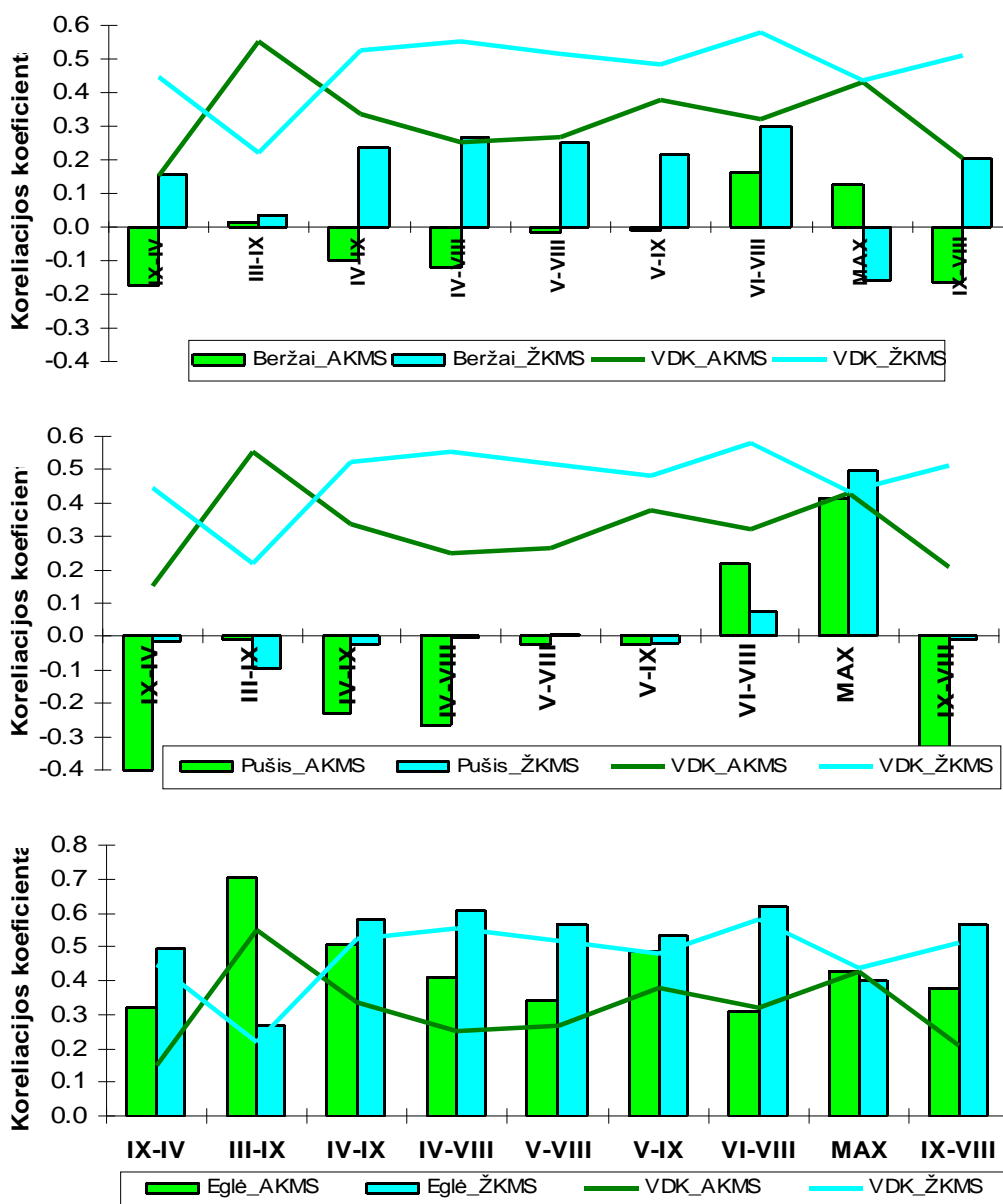 Koreliacijos koeficienta
0.6
0.5
0.4
0.3
0.2
0.1
0.0
-0.1
-0.2
-0.3
-0.4
IX-IV
III-IX
IV-IX
IV-VIII
V-VIII
V-IX
VI-VIII
MAX
IX-VIII
Beržai_AKMS Beržai_ŽKMS VDK_AKMS VDK_ŽKMS
Koreliacijos koeficien
0.6
0.5
0.4
0.3
0.2
0.1
0.0
-0.1
-0.2
-0.3
-0.4
IX-IV
III-IX
IV-IX
IV-VIII
V-VIII
V-IX
VI-VIII
MAX
IX-VIII
Pušis_AKMS Pušis_ŽKMS VDK_AKMS VDK_ŽKMS
Koreliacijos koeficienta
0.8
0.7
0.6
0.5
0.4
0.3
0.2
0.1
0.0
IX-IV III-IX IV-IX IV-VIII V-VIII V-IX VI-VIII MAX IX-VIII
Eglė_AKMS Eglė_ŽKMS VDK_AKMS VDK_ŽKMS